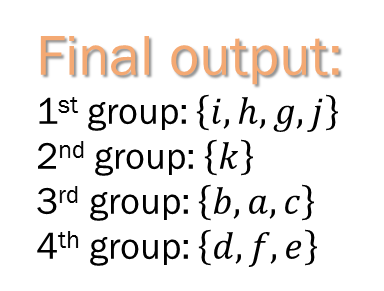 Final output:
1st group: {i, h, g, j}
2nd group: {k}
3rd group: {b, a, c}
4th group: {d, f, e}